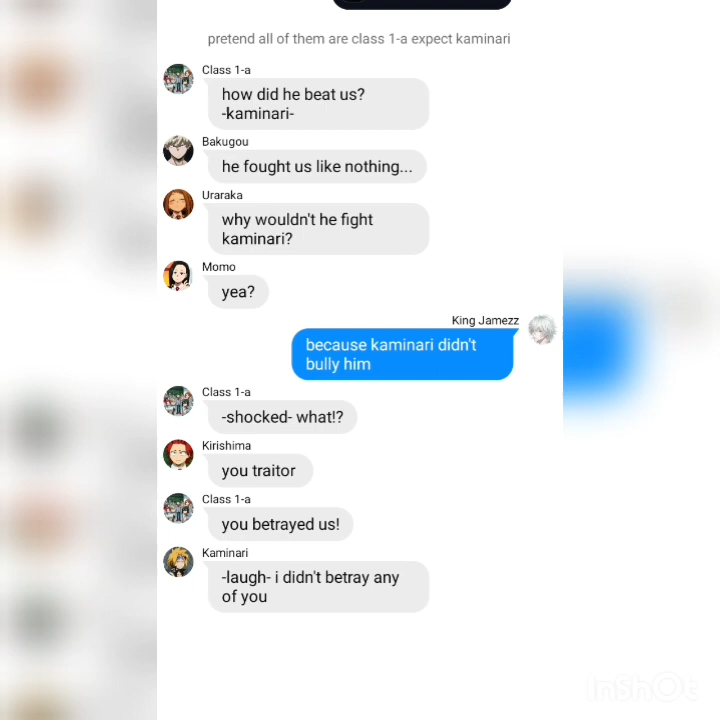 pretend all of them are class 1-a expect kaminari
Class 1-a
how did he beat us?
-kaminari-
Bakugou
he fought us like nothing...
Uraraka
why wouldn't he fight
kaminari?
Momo
yea?
King Jamezz
because kaminari didn't
bully him
Class 1-a
-shocked- what!?
Kirishima
you traitor
Class 1-a
you betrayed us!
Kaminari
-laugh- i didn't betray any
of you
InShOt